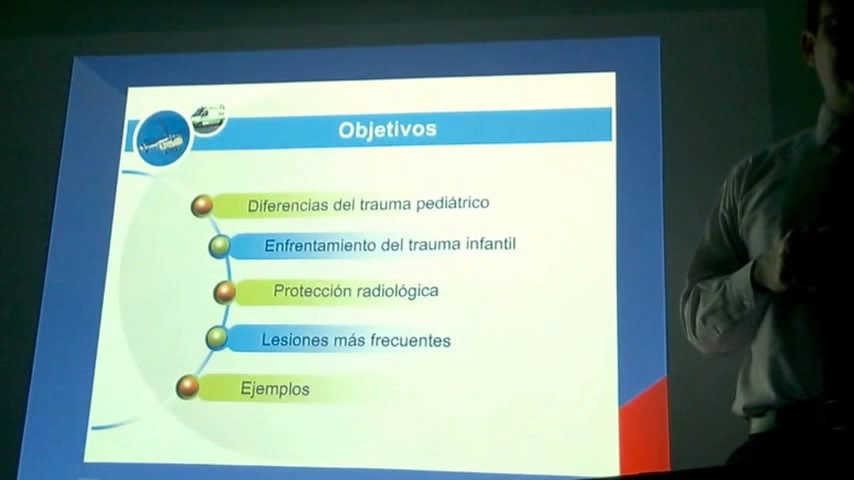 Objetivos
Diferencias del trauma pediátrico
Enfrentamiento del trauma infantil
Protección radiológica
Lesiones más frecuentes
Ejemplos